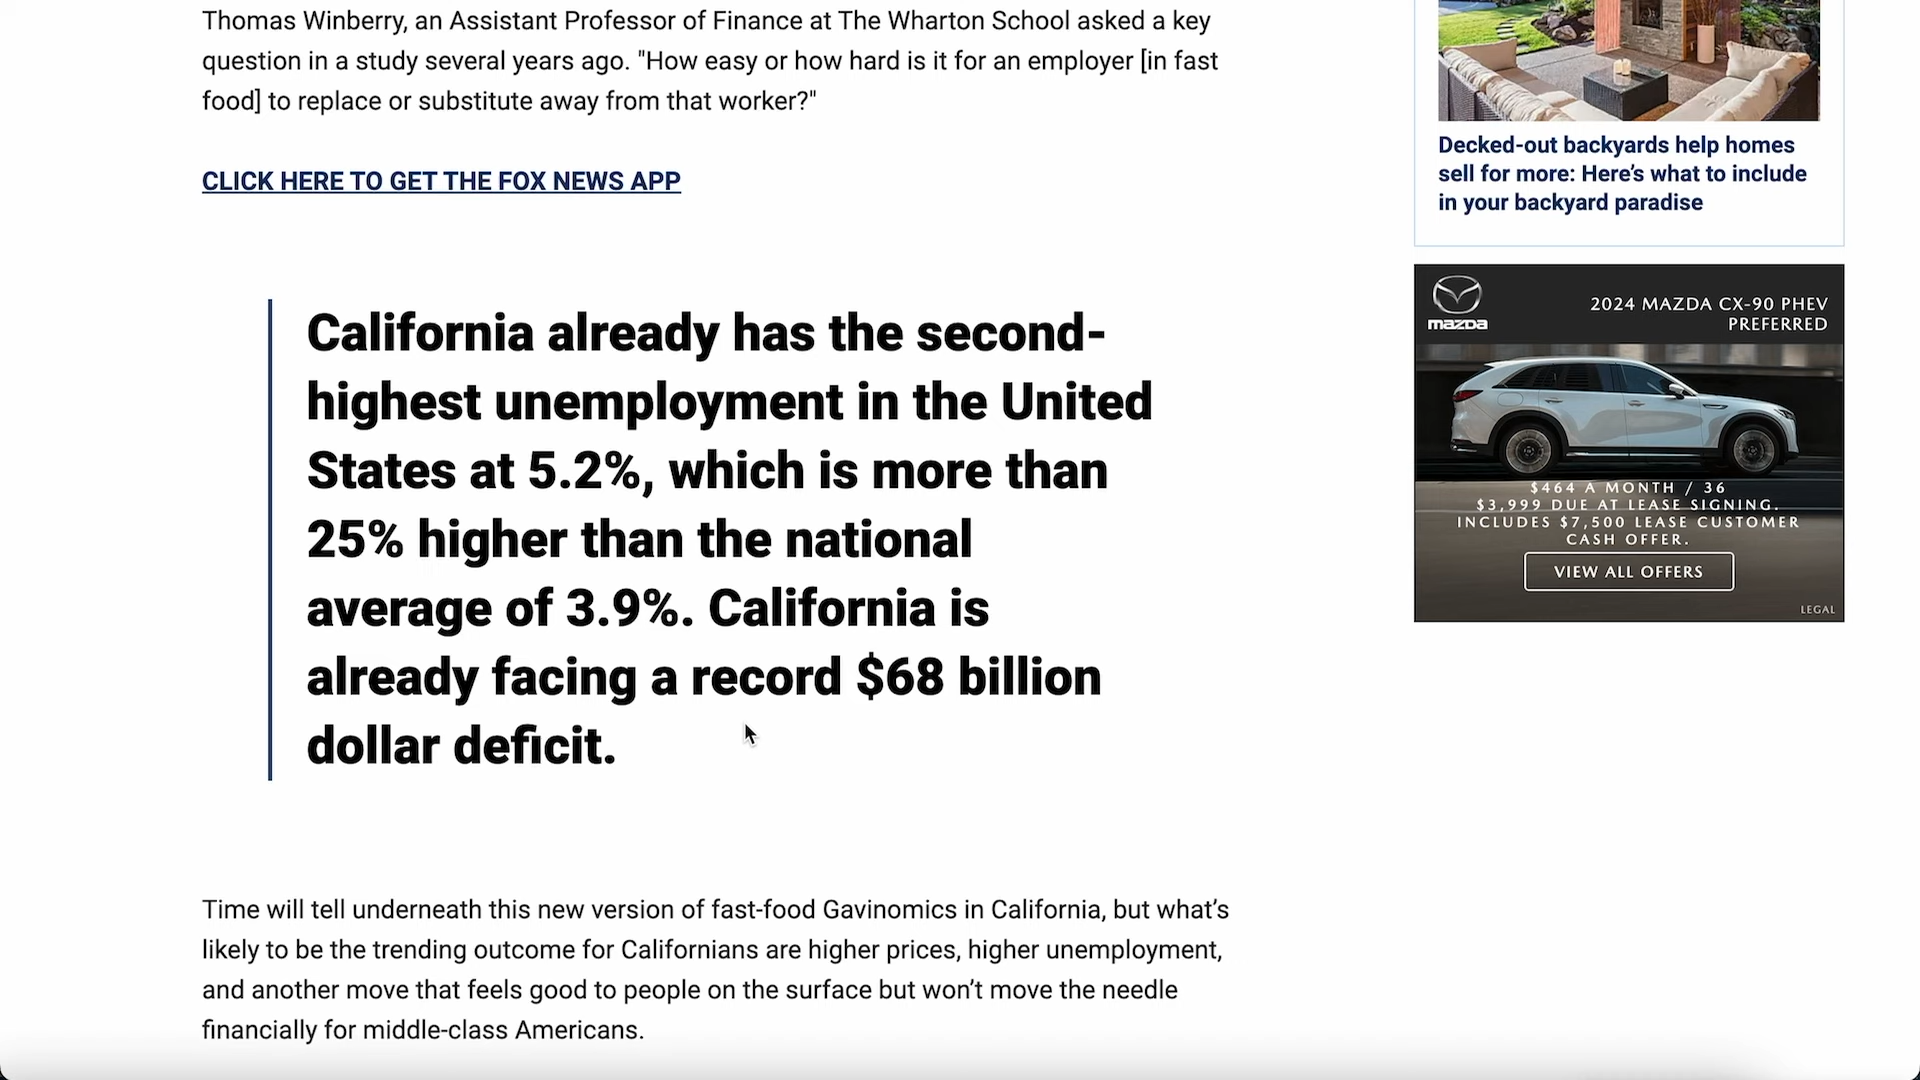 Thomas Winberry, an Assistant Professor of Finance at The Wharton School asked a key
question in a study several years ago. "How easy or how hard is it for an employer [in fast
food] to replace or substitute away from that worker?"
CLICK HERE TO GET THE FOX NEWS APP
California already has the second-
highest unemployment in the United
States at 5.2%, which is more than
25% higher than the national
average of 3.9%. California is
already facing a record $68 billion
dollar deficit.
Time will tell underneath this new version of fast-food Gavinomics in California, but what’s
likely to be the trending outcome for Californians are higher prices, higher unemployment,
and another move that feels good to people on the surface but won’t move the needle
financially for middle-class Americans.
Decked-out backyards help homes
sell for more: Here’s what to include
in your backyard paradise
mazda
2024 MAZDA CX-90 PHEV
PREFERRED
$464 A MONTH / 36
$3,999 DUE AT LEASE SIGNING.
INCLUDES $7,500 LEASE CUSTOMER
CASH OFFER.
VIEW ALL OFFERS
LEGAL